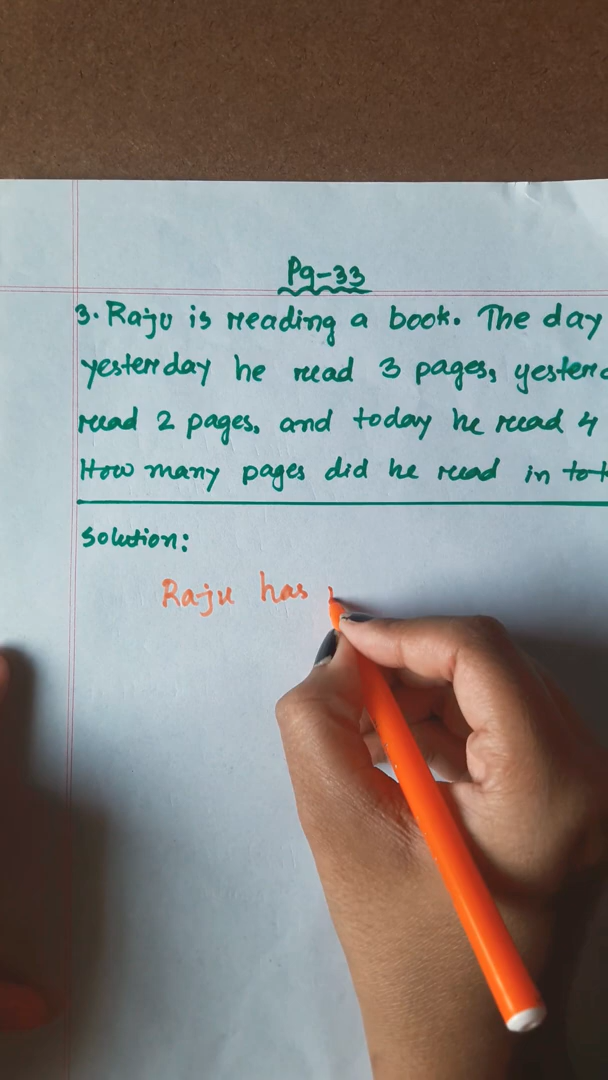 Pg-33
3. Raju is reading a book. The day
yesterday he read 3 pages, yester
read 2 pages, and today he read 4
How many pages did he read in
Solution:
Raju has